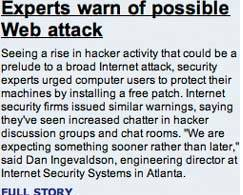 Experts warn of possible
Web attack
Seeing a rise in hacker activity that could be a
prelude to a broad Internet attack, security
experts urged computer users to protect their
machines by installing a free patch. Internet
security firms issued similar warnings, saying
they've seen increased chatter in hacker
discussion groups and chat rooms. "We are
expecting something sooner rather than later,"
said Dan Ingevaldson, engineering director at
Internet Security Systems in Atlanta.
FULL STORY